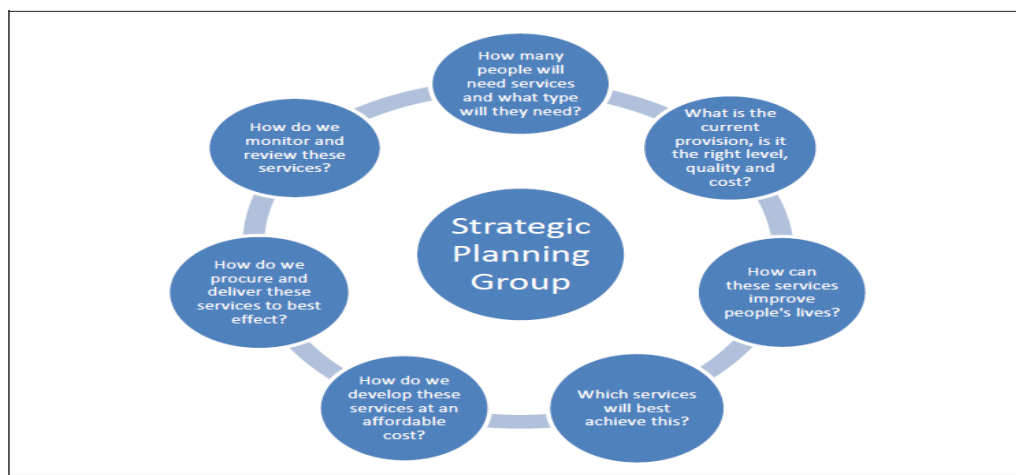 How many
people will
need services
and what type
will they need?
What is the
current
provision, is it
the right level,
quality and
cost?
How can
these services
improve
people's lives?
Which services
will best
achieve this?
How do we
develop these
services at an
affordable
cost?
How do we
procure and
deliver these
services to best
effect?
How do we
monitor and
review these
services?
Strategic
Planning
Group